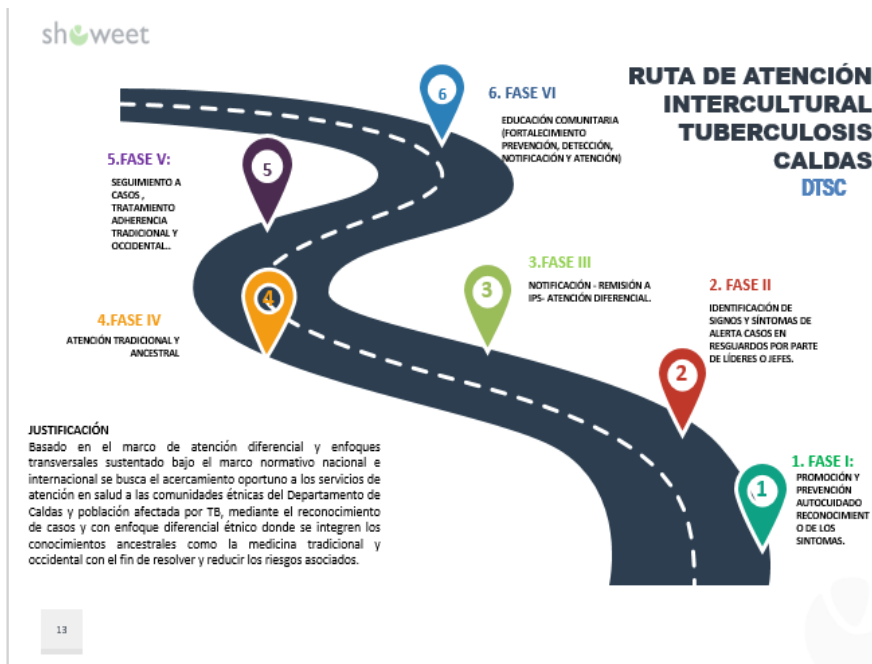 showeet
RUTA DE ATENCIÓN
INTERCULTURAL
TUBERCULOSIS
CALDAS
DTSC
6
6. FASE VI
EDUCACIÓN COMUNITARIA
(FORTALECIMIENTO
PREVENCIÓN, DETECCIÓN,
NOTIFICACIÓN Y ATENCIÓN)
5.FASE V:
5
SEGUIMIENTO A
CASOS ,
TRATAMIENTO
ADHERENCIA
TRADICIONAL Y
OCCIDENTAL..
3.FASE III
3
NOTIFICACIÓN - REMISIÓN A
IPS- ATENCIÓN DIFERENCIAL.
2. FASE II
IDENTIFICACIÓN DE
SIGNOS Y SÍNTOMAS DE
ALERTA CASOS EN
RESGUARDOS POR PARTE
DE LÍDERES O JEFES.
2
4
4.FASE IV
ATENCIÓN TRADICIONAL Y
ANCESTRAL
JUSTIFICACIÓN
Basado en el marco de atención diferencial y enfoques
transversales sustentado bajo el marco normativo nacional e
internacional se busca el acercamiento oportuno a los servicios de
atención en salud a las comunidades étnicas del Departamento de
Caldas y población afectada por TB, mediante el reconocimiento
de casos y con enfoque diferencial étnico donde se integren los
conocimientos ancestrales como la medicina tradicional y
occidental con el fin de resolver y reducir los riesgos asociados.
1. FASE I:
1
PROMOCIÓN Y
PREVENCIÓN
AUTOCUIDADO
RECONOCIMIENT
O DE LOS
SINTOMAS.
13